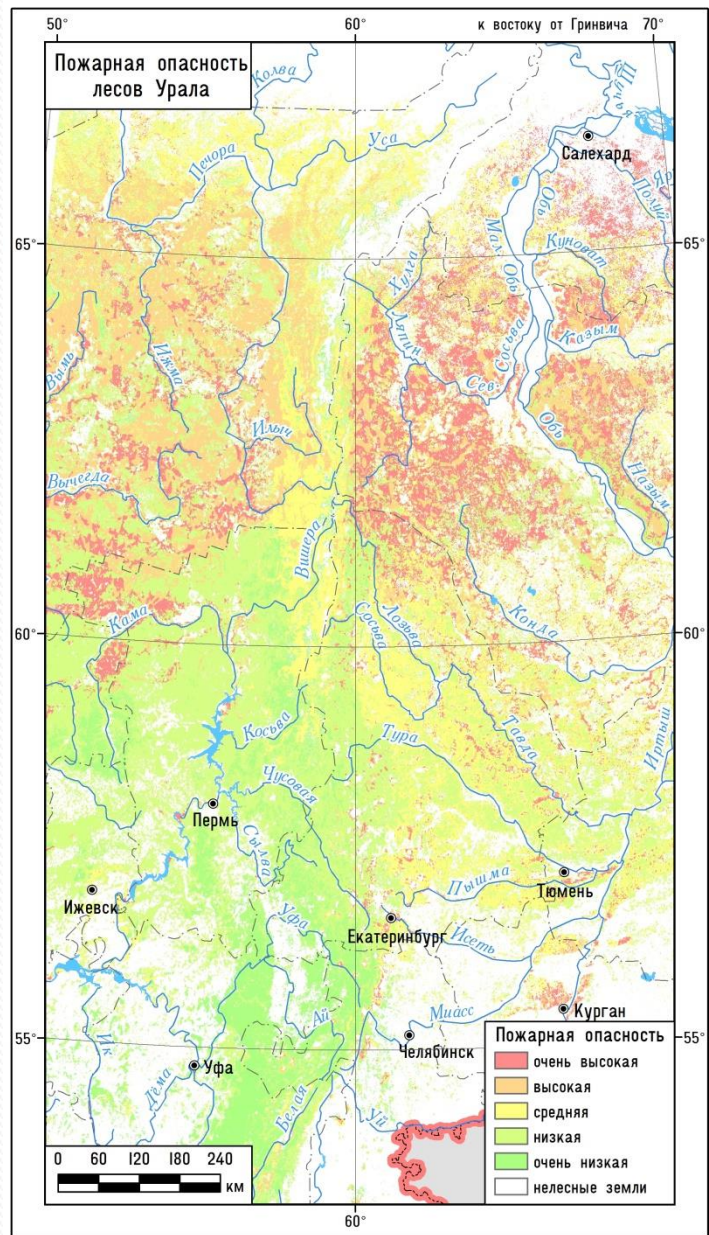 50°
60°
к востоку от Гринвича
70°
Пожарная опасность
лесов Урала
Колва
Уса
Печора
Щучья
Салехард
Полуй
Обь
Мал. Обь
Куноват
65°
65°
Хулга
Ляпин
Сев. Сосьва
Казым
Вымь
Ижма
Илыч
Обь
Назым
Вычегда
Вишера
Кама
60°
60°
Сосьва
Лозьва
Конда
Косьва
Тура
Тавда
Иртыш
Чусовая
Пермь
Сылва
Ижевск
Пышма
Тюмень
Екатеринбург
Исеть
Уфа
Ай
Миасс
Курган
Челябинск
55°
55°
Ик
Дёма
Уфа
Белая
Уй
Пожарная опасность
очень высокая
высокая
средняя
низкая
очень низкая
нелесные земли
0 60 120 180 240
км
60°